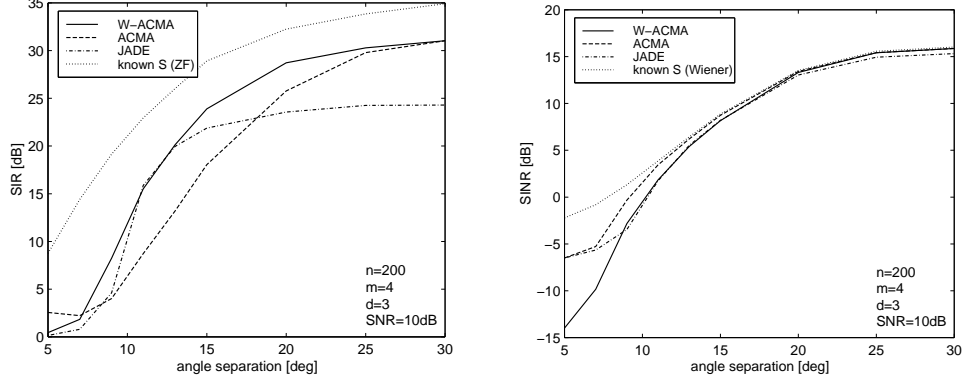 35
30
25
20
15
10
5
0
SIR [dB]
W−ACMA
ACMA
JADE
known S (ZF)
n=200
m=4
d=3
SNR=10dB
5 10 15 20 25 30
angle separation [deg]
20
15
10
5
0
−5
−10
−15
SINR [dB]
W−ACMA
ACMA
JADE
known S (Wiener)
n=200
m=4
d=3
SNR=10dB
5 10 15 20 25 30
angle separation [deg]